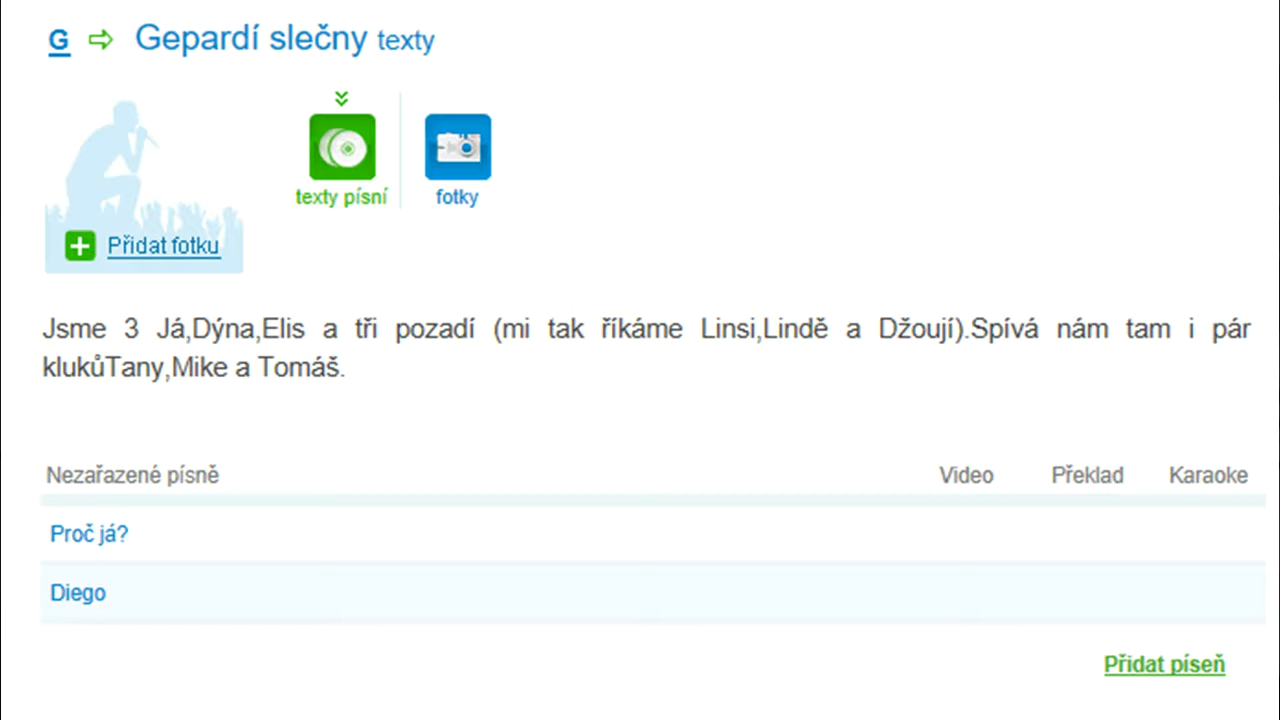 G Gepardí slečny texty
texty písní fotky
Přidat fotku
Jsme 3 Já,Dýna,Elis a tři pozadí (mi tak říkáme Linsi,Lindě a Džoují).Spívá nám tam i pár
klukůTany,Mike a Tomáš.
Nezařazené písně Video Překlad Karaoke
Proč já?
Diego
Přidat píseň